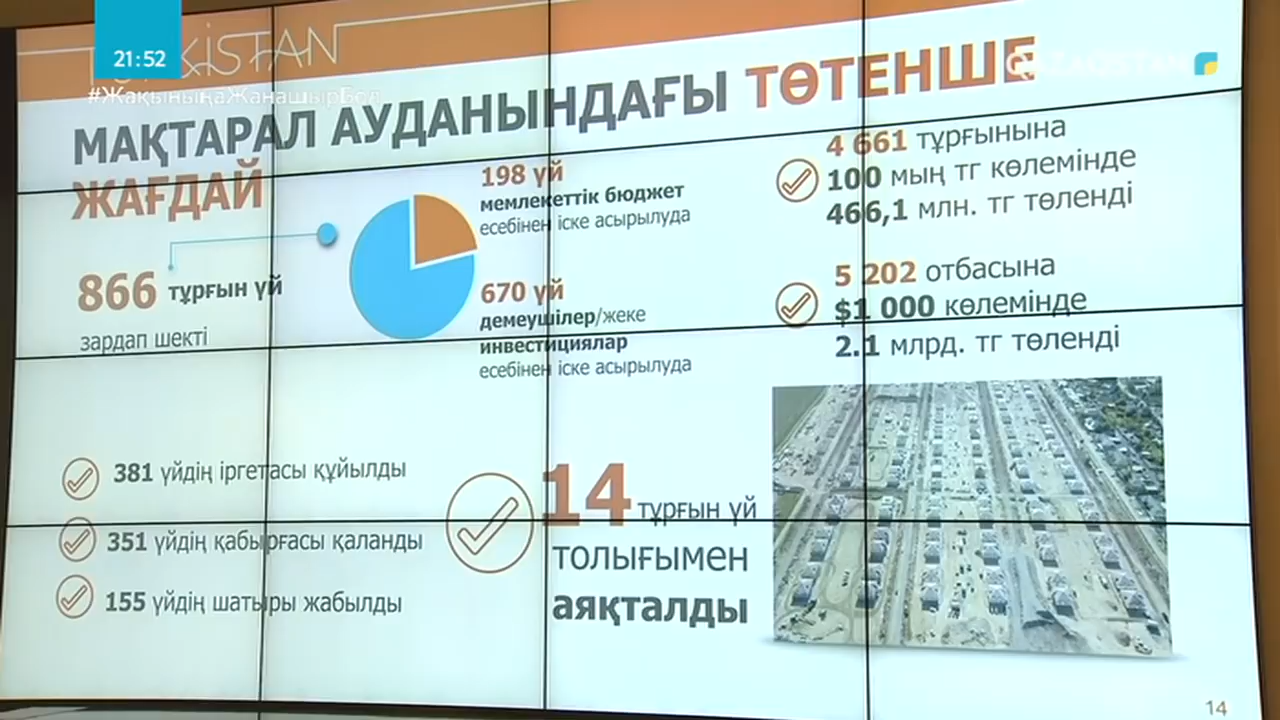 21:52
#ЖақыныңаЖанашырБол
QAZAQSTAN
МАҚТАРАЛ АУДАНЫНДАҒЫ ТӨТЕНШЕ
ЖАҒДАЙ
866 тұрғын үй
зардап шекті
198 үй
мемлекеттік бюджет
есебінен іске асырылуда
670 үй
демеушілер/жеке
инвестициялар
есебінен іске асырылуда
4 661 тұрғынына
100 мың тг көлемінде
466,1 млн. тг төленді
5 202 отбасына
$1 000 көлемінде
2.1 млрд. тг төленді
381 үйдің іргетасы құйылды
351 үйдің қабырғасы қаланды
155 үйдің шатыры жабылды
14 тұрғын үй
толығымен
аяқталды
14